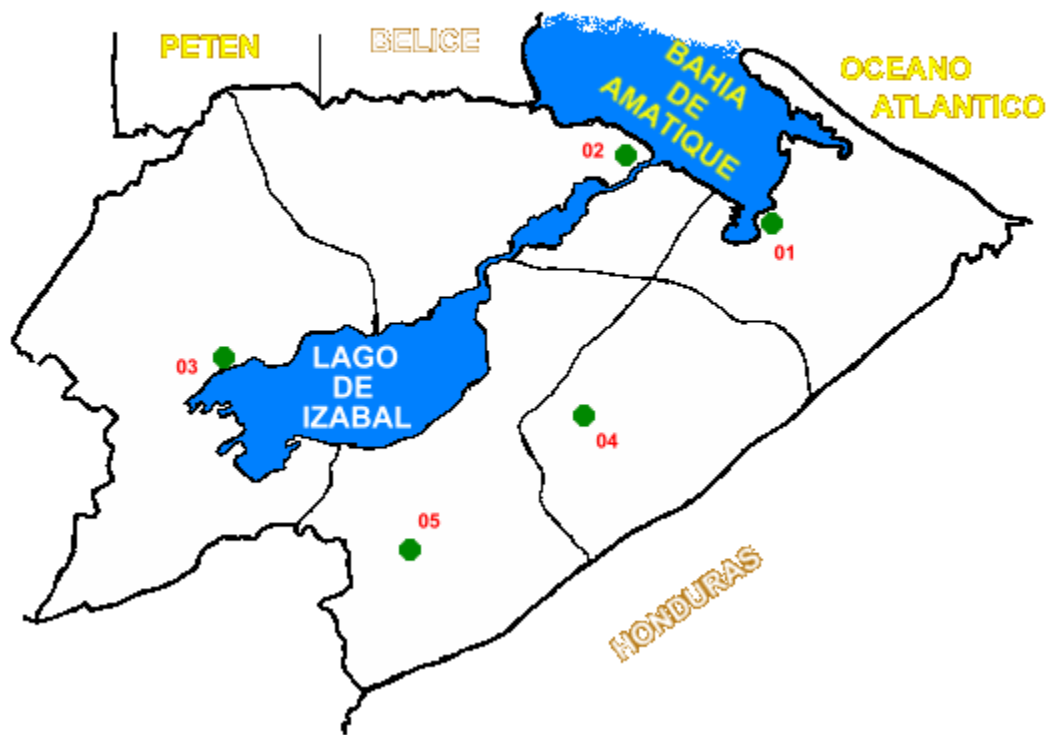 PETEN
BELICE
BAHIA
DE
AMATIQUE
OCEANO
ATLANTICO
02
01
03
LAGO
DE
IZABAL
04
05
HONDURAS